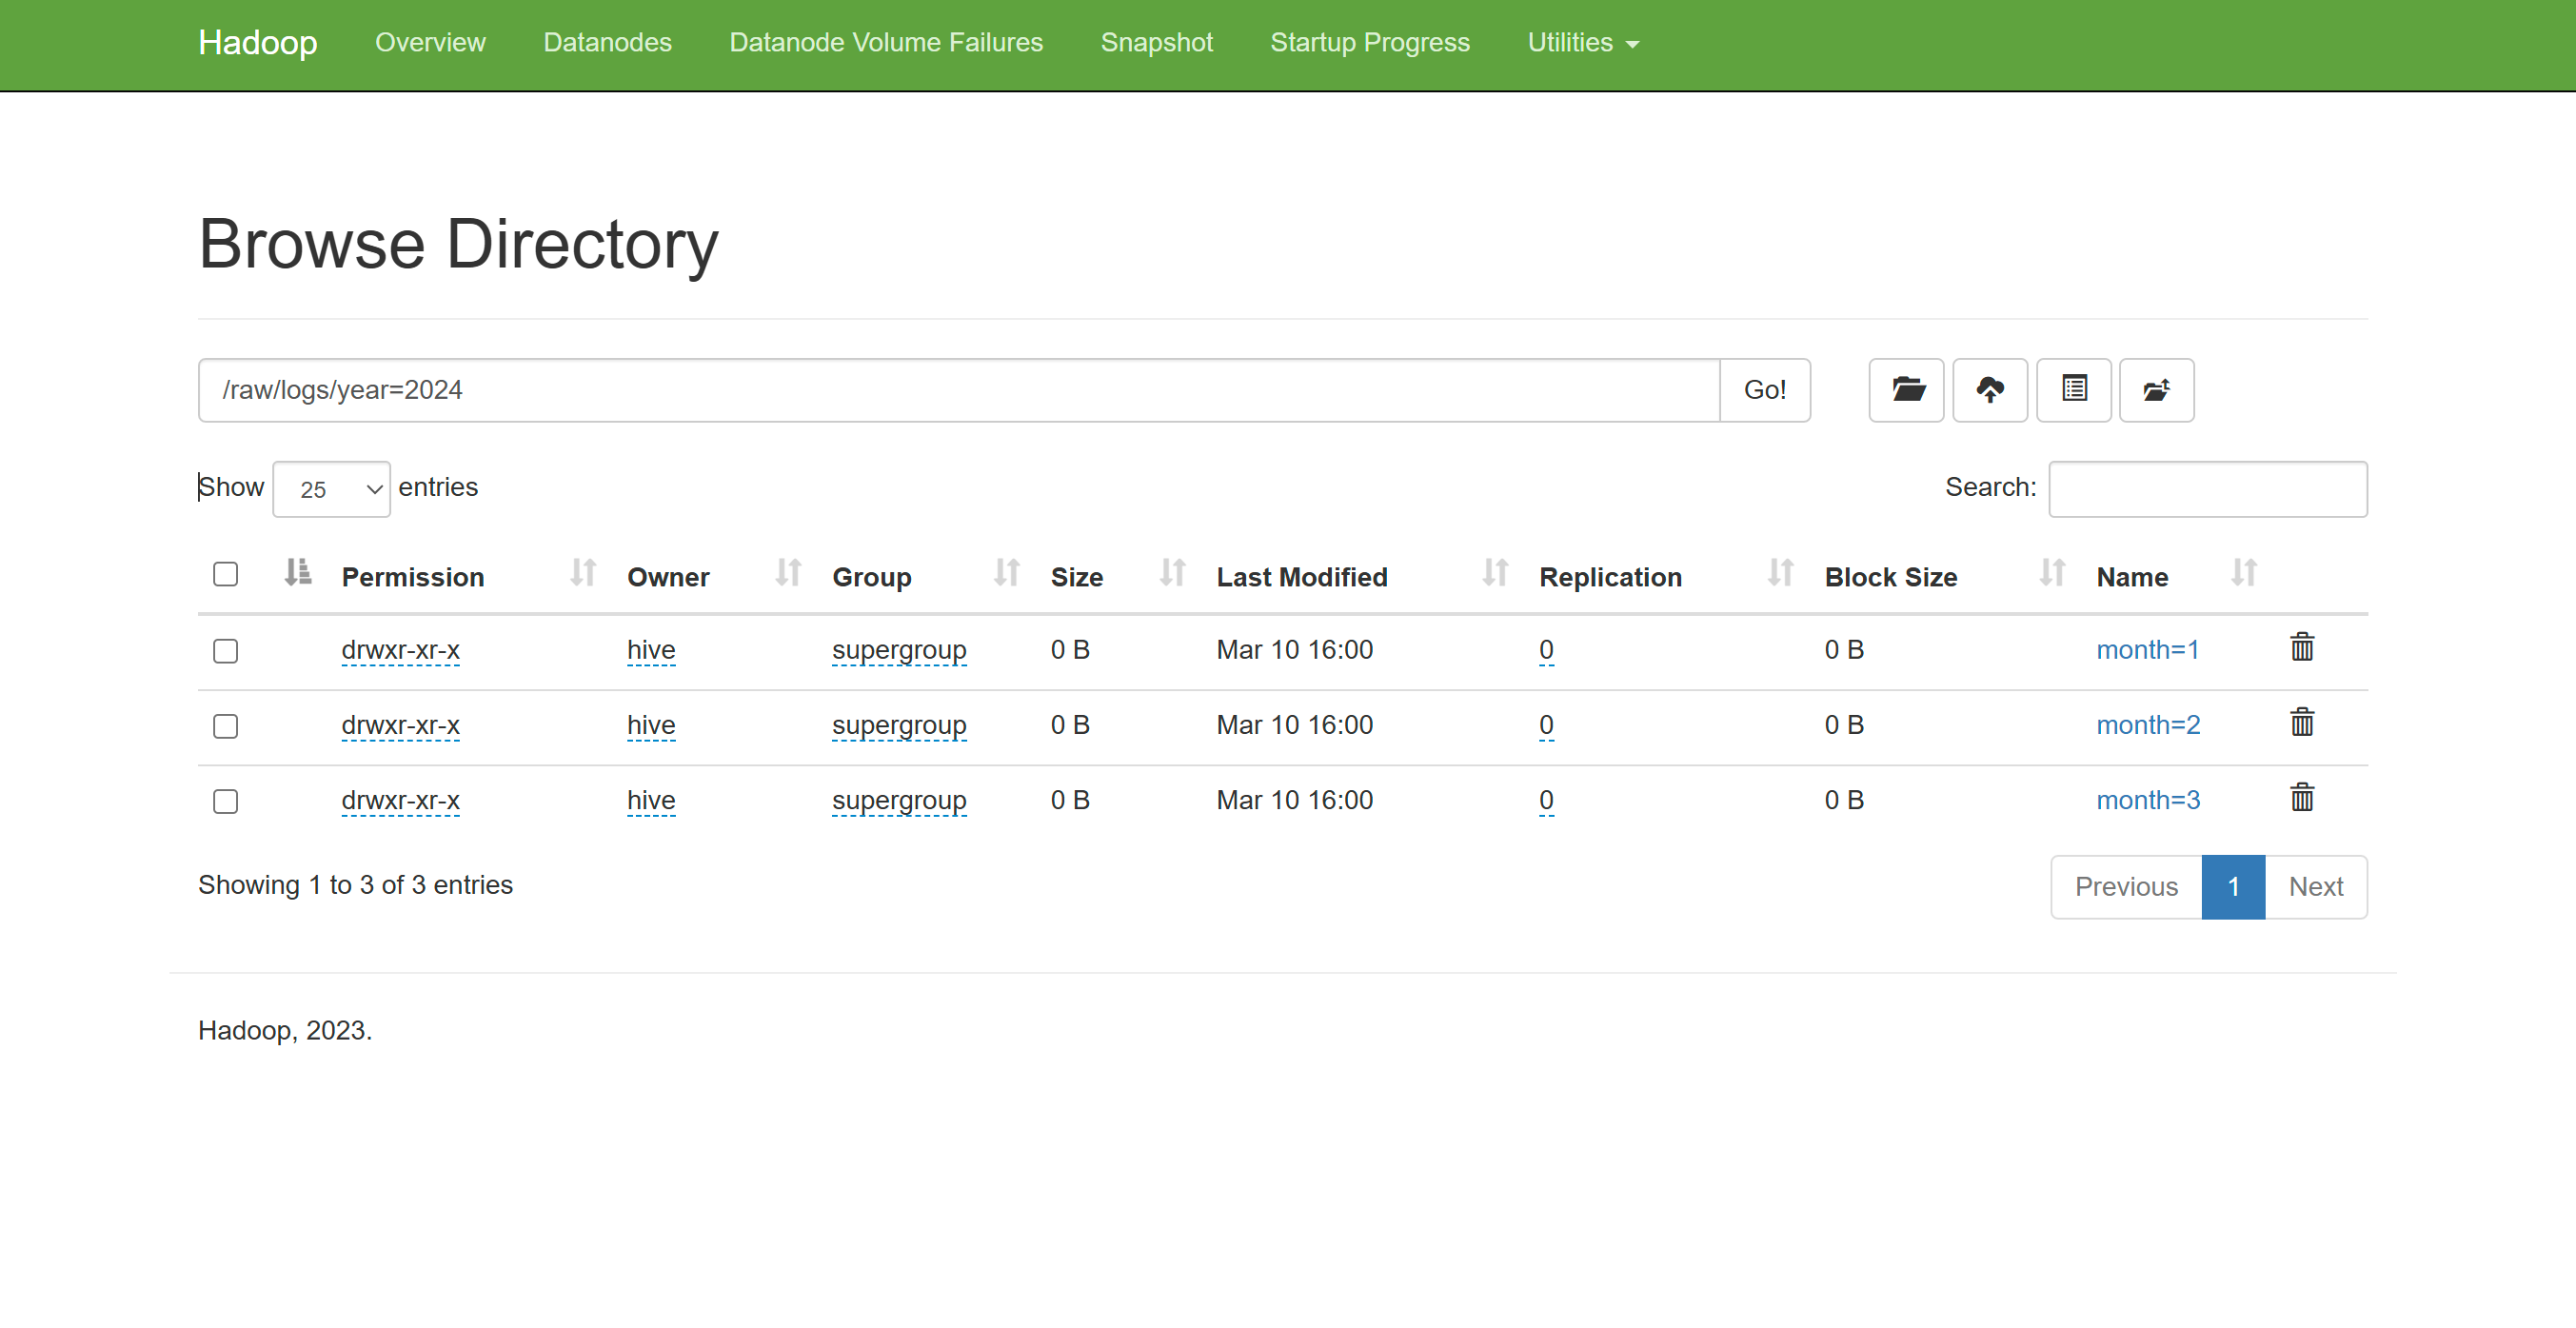 Hadoop Overview Datanodes Datanode Volume Failures Snapshot Startup Progress Utilities
Browse Directory
/raw/logs/year=2024 Go!
Show 25 entries Search:
Permission Owner Group Size Last Modified Replication Block Size Name
drwxr-xr-x hive supergroup 0 B Mar 10 16:00 0 0 B month=1
drwxr-xr-x hive supergroup 0 B Mar 10 16:00 0 0 B month=2
drwxr-xr-x hive supergroup 0 B Mar 10 16:00 0 0 B month=3
Showing 1 to 3 of 3 entries Previous 1 Next
Hadoop, 2023.